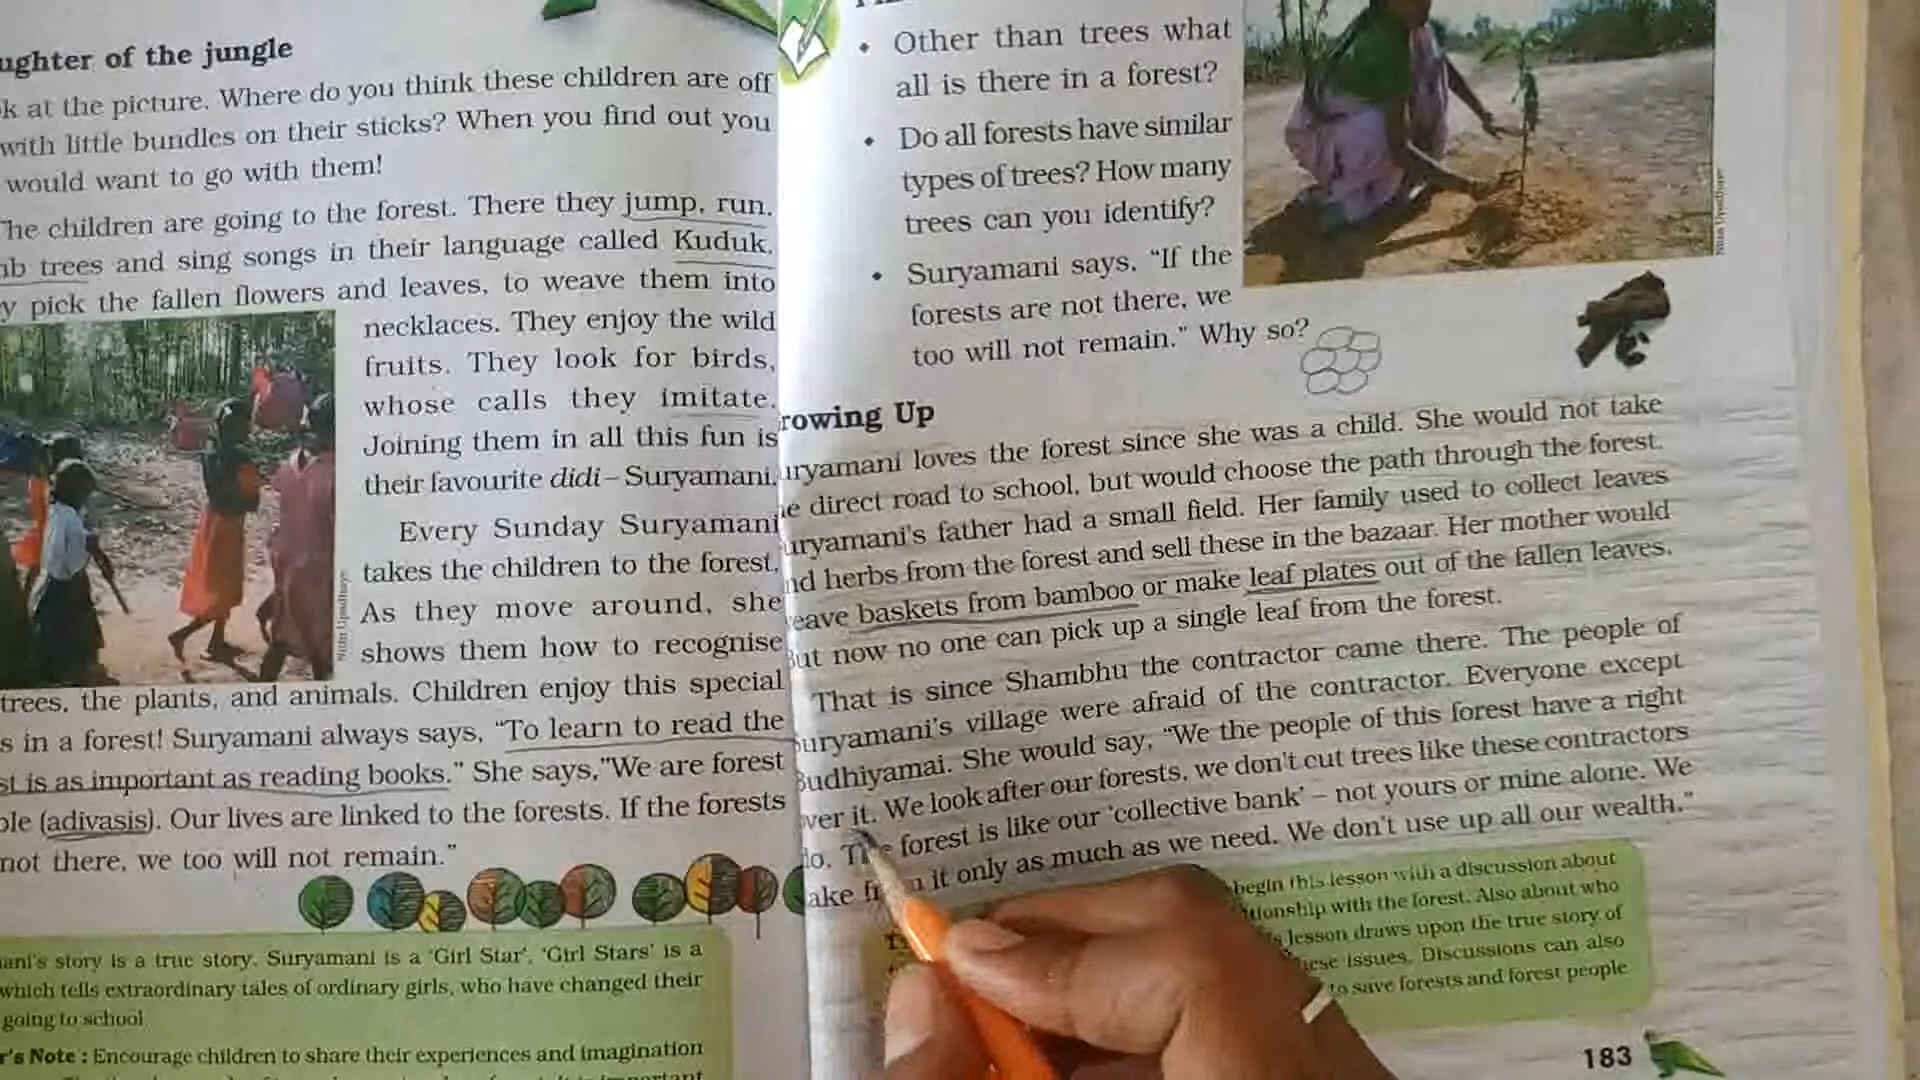 ughter of the jungle
k at the picture. Where do you think these children are off
with little bundles on their sticks? When you find out you
would want to go with them!
he children are going to the forest. There they jump, run,
b trees and sing songs in their language called Kuduk.
y pick the fallen flowers and leaves, to weave them into
necklaces. They enjoy the wild
fruits. They look for birds,
whose calls they imitate.
Joining them in all this fun is
their favourite didi – Suryamani.
Every Sunday Suryamani
takes the children to the forest.
As they move around, she
shows them how to recognise
trees, the plants, and animals. Children enjoy this special
s in a forest! Suryamani always says, “To learn to read the
st is as important as reading books.” She says,"We are forest
ple (adivasis). Our lives are linked to the forests. If the forests
not there, we too will not remain.”
Nitin Upadhaye
ani's story is a true story. Suryamani is a 'Girl Star'. 'Girl Stars' is a
which tells extraordinary tales of ordinary girls, who have changed their
going to school
r's Note : Encourage children to share their experiences and imagination
• Other than trees what
all is there in a forest?
• Do all forests have similar
types of trees? How many
trees can you identify?
• Suryamani says, “If the
forests are not there, we
too will not remain.” Why so?
Nitin Upadhaye
rowing Up
uryamani loves the forest since she was a child. She would not take
e direct road to school, but would choose the path through the forest.
uryamani's father had a small field. Her family used to collect leaves
nd herbs from the forest and sell these in the bazaar. Her mother would
eave baskets from bamboo or make leaf plates out of the fallen leaves.
ut now no one can pick up a single leaf from the forest.
That is since Shambhu the contractor came there. The people of
uryamani's village were afraid of the contractor. Everyone except
Budhiyamai. She would say, “We the people of this forest have a right
ver it. We look after our forests, we don't cut trees like these contractors
do. The forest is like our 'collective bank' – not yours or mine alone. We
ake it only as much as we need. We don't use up all our wealth.”
begin this lesson with a discussion about
tionship with the forest. Also about who
lesson draws upon the true story of
these issues. Discussions can also
to save forests and forest people
183